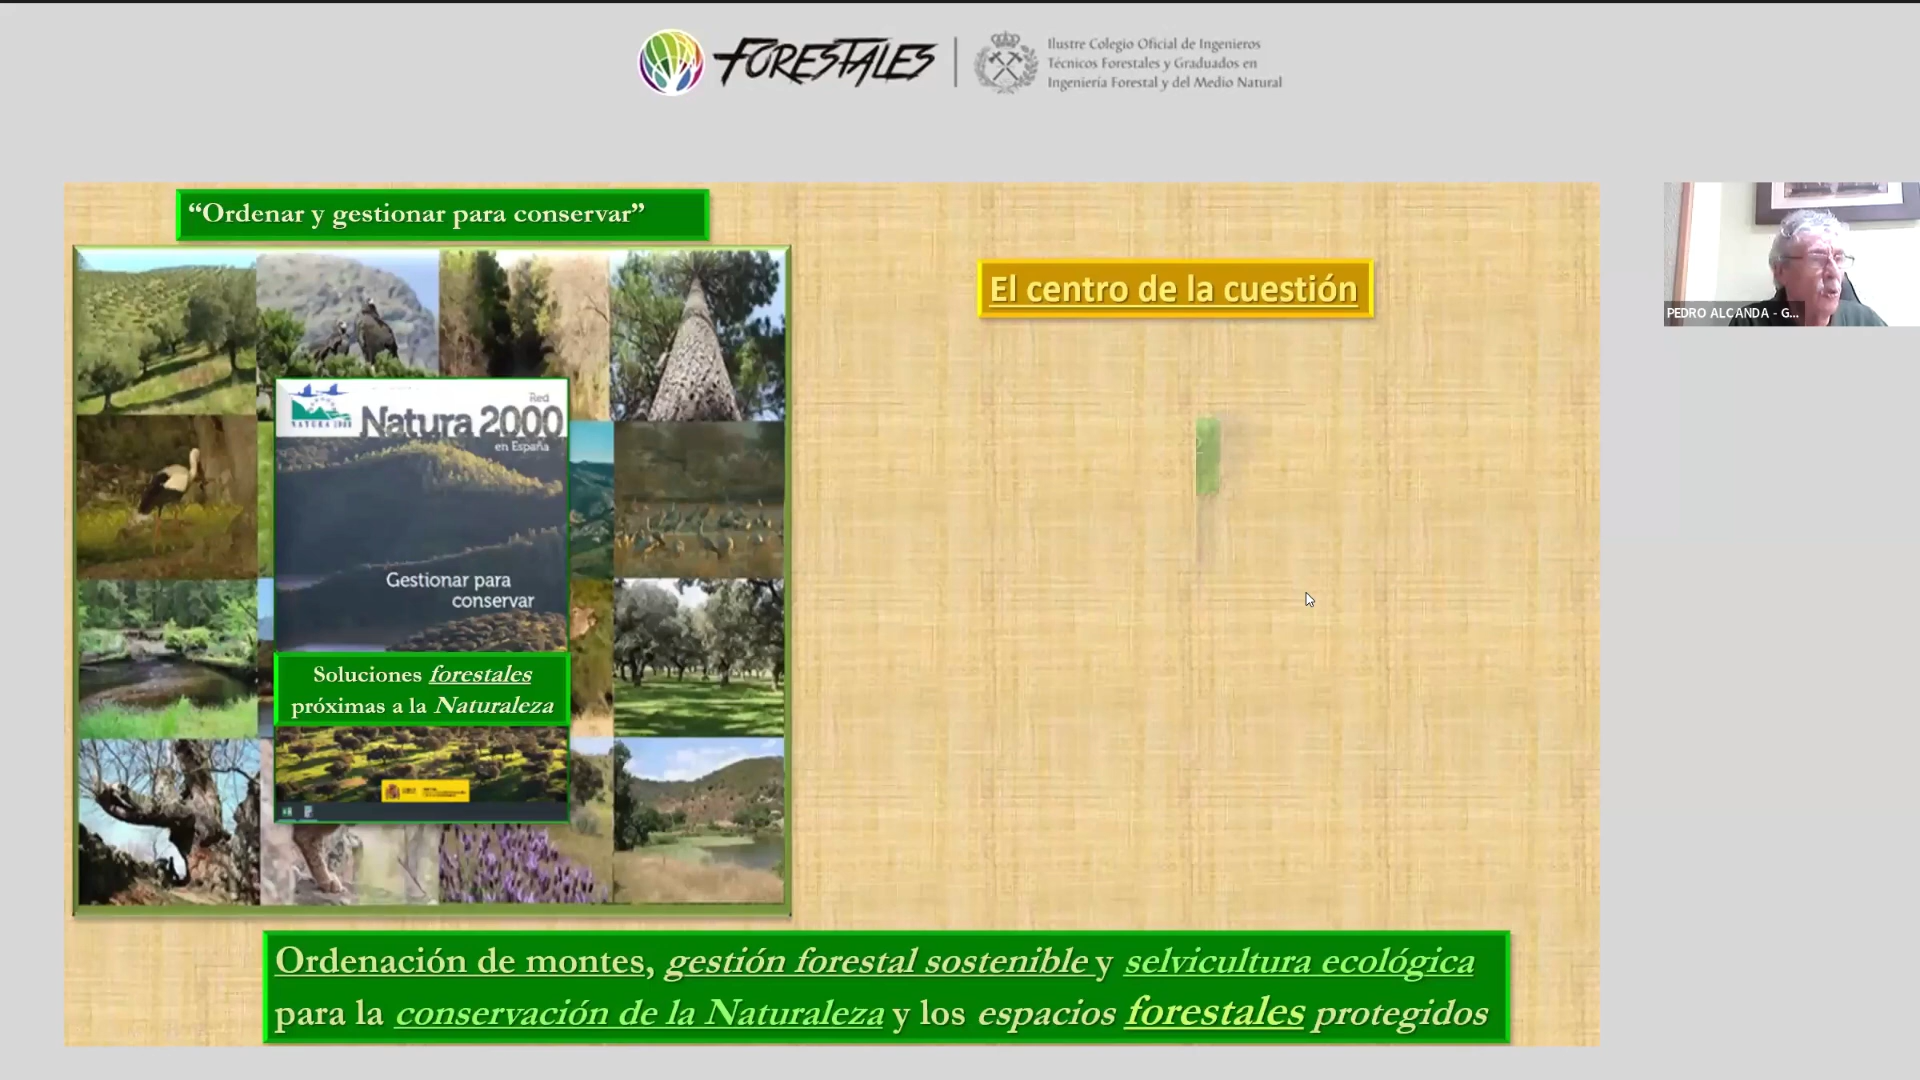 FORESTALES
Ilustre Colegio Oficial de Ingenieros
Técnicos Forestales y Graduados en
Ingeniería Forestal y del Medio Natural
“Ordenar y gestionar para conservar”
El centro de la cuestión
PEDRO ALCANDA - G...
NATURA 2000
Red
Natura 2000
en España
Gestionar para
conservar
Soluciones forestales
próximas a la Naturaleza
Ordenación de montes, gestión forestal sostenible y selvicultura ecológica
para la conservación de la Naturaleza y los espacios forestales protegidos